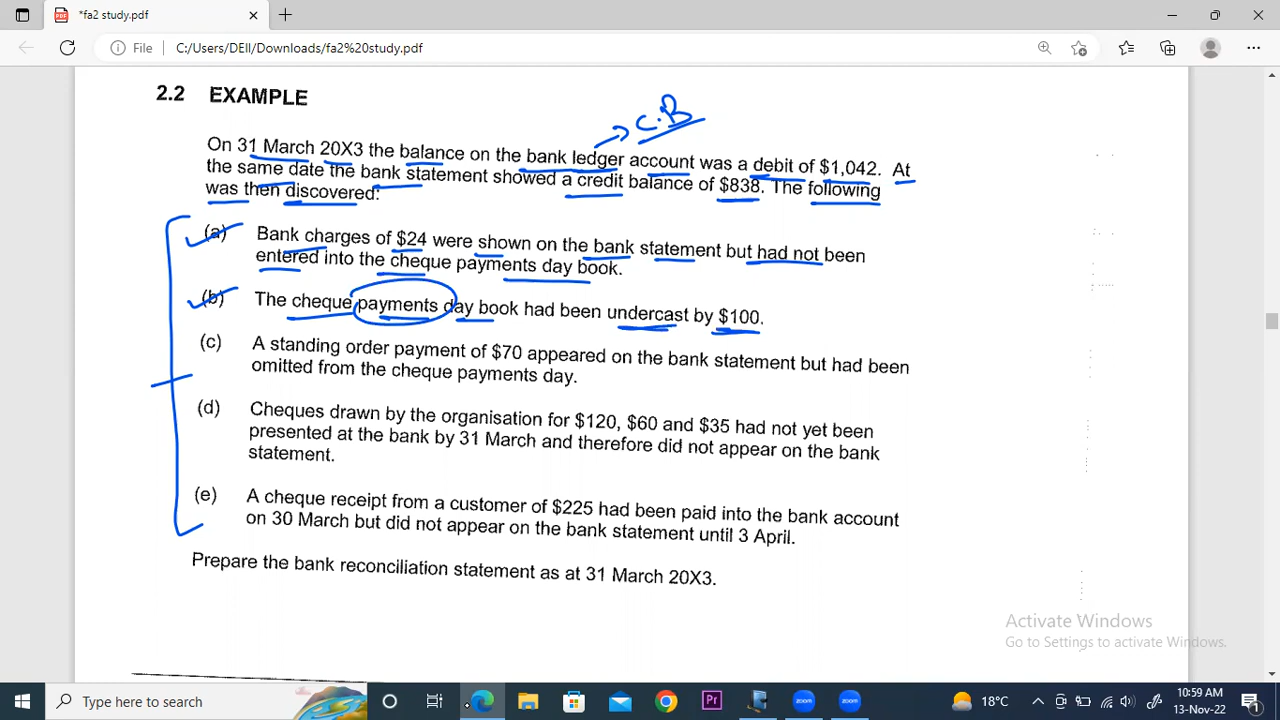 *fa2 study.pdf
File
C:/Users/DEll/Downloads/fa2%20study.pdf
2.2 EXAMPLE
C.B
On 31 March 20X3 the balance on the bank ledger account was a debit of $1,042. At
the same date the bank statement showed a credit balance of $838. The following
was then discovered:
(a) Bank charges of $24 were shown on the bank statement but had not been
entered into the cheque payments day book.
(b) The cheque payments day book had been undercast by $100.
(c) A standing order payment of $70 appeared on the bank statement but had been
omitted from the cheque payments day.
(d) Cheques drawn by the organisation for $120, $60 and $35 had not yet been
presented at the bank by 31 March and therefore did not appear on the bank
statement.
(e) A cheque receipt from a customer of $225 had been paid into the bank account
on 30 March but did not appear on the bank statement until 3 April.
Prepare the bank reconciliation statement as at 31 March 20X3.
Activate Windows
Go to Settings to activate Windows.
Type here to search
Pr
zoom
zoom
18°C
10:59 AM
13-Nov-22
1